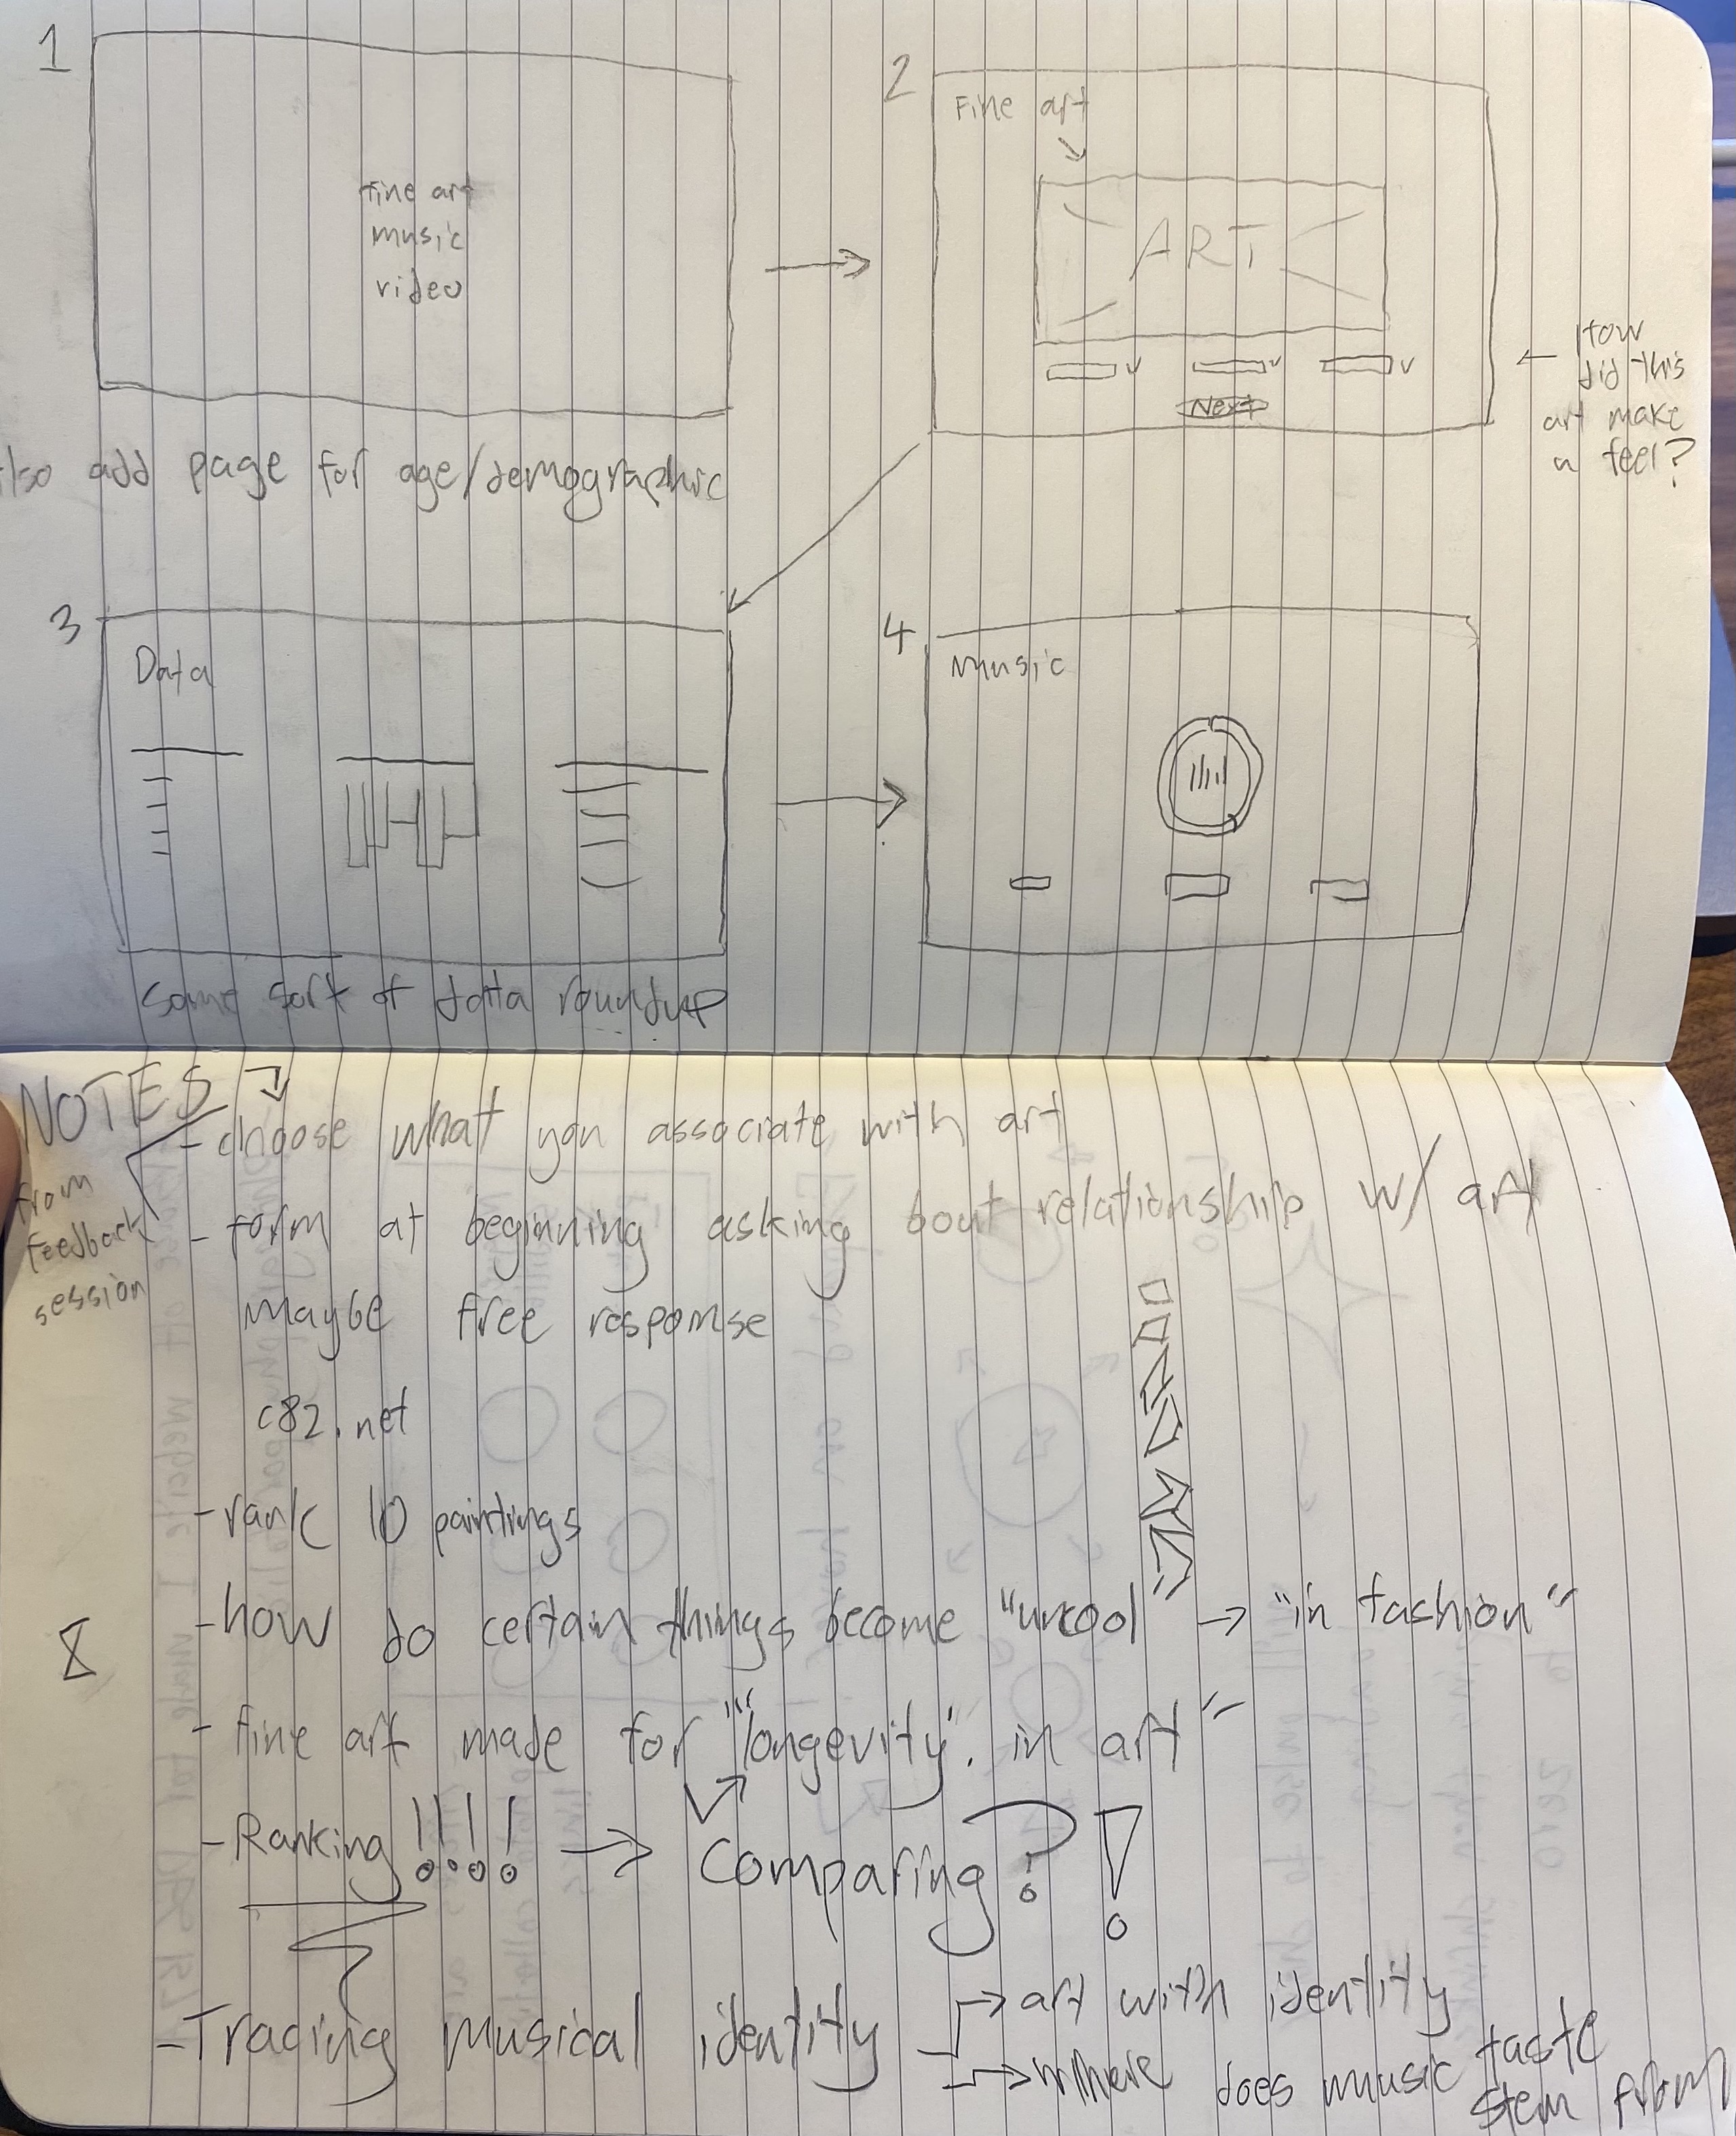 1
fine art
music
video
2
Fine art
ART
Next
How
did this
art make
u feel?
also add page for age/demographic
3
Data
some sort of data roundup
4
Music
NOTES
from
feedback
session
- choose what you associate with art
- form at beginning asking bout relationship w/ art
maybe free response
c82.net
- rank 10 paintings
- how do certain things become "uncool" → "in fashion"
8
- fine art made for "longevity". in art"
- Ranking !!!! → Comparing ? !
- Tracing musical identity
→ art with identity
→ where does music taste
stem from